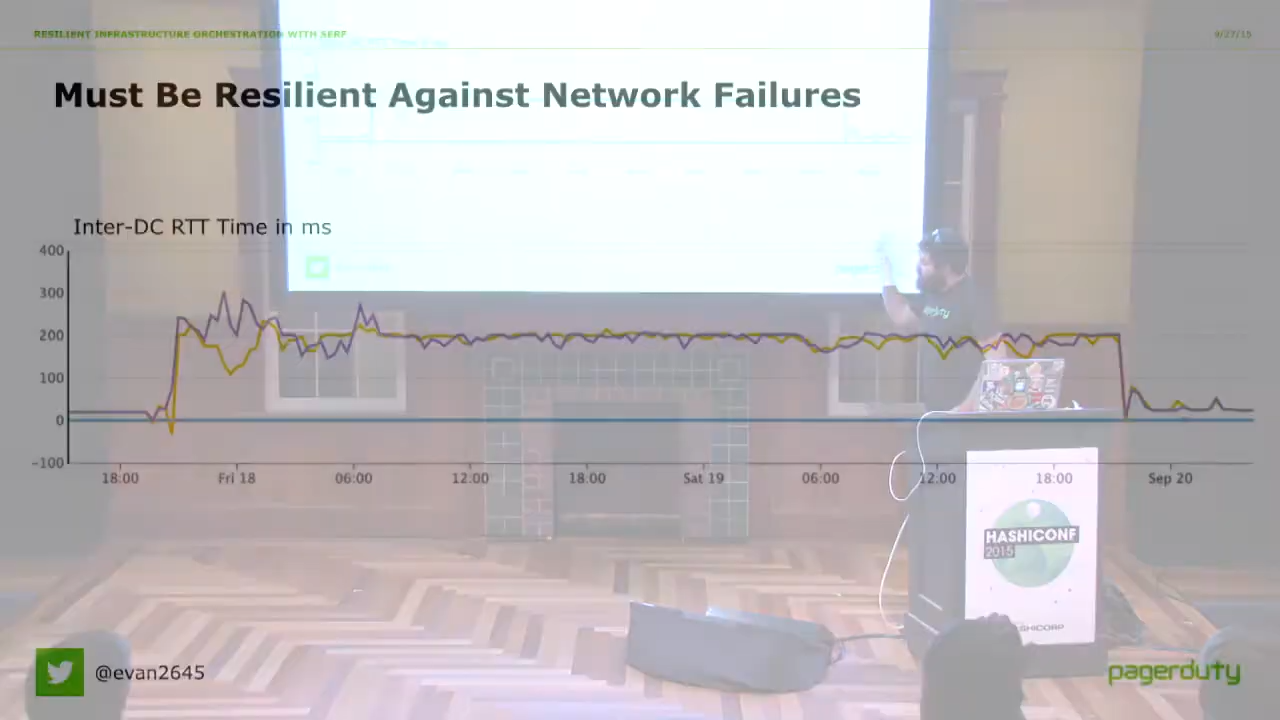 RESILIENT INFRASTRUCTURE ORCHESTRATION WITH SERF
9/27/15
Must Be Resilient Against Network Failures
Inter-DC RTT Time in ms
400
300
200
100
0
-100
18:00
Fri 18
06:00
12:00
18:00
Sat 19
06:00
12:00
18:00
Sep 20
HASHICONF
2015
@evan2645
pagerduty